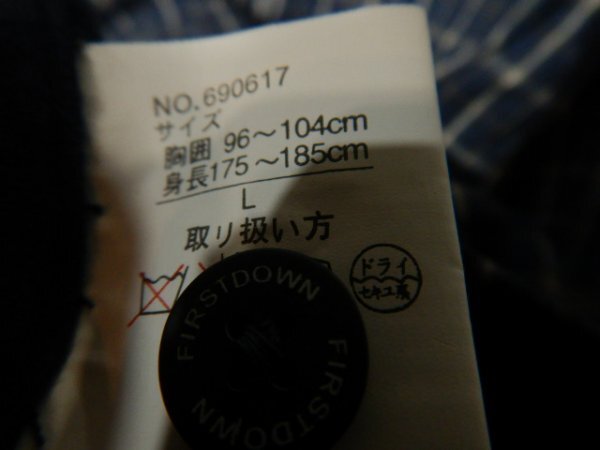 NO.690617
サイズ
胸囲 96～104cm
身長175～185cm
L
取り扱い方
ドライ
セキユ系
FIRSTDOWN
FIRSTDOWN
FIRSTDOWN